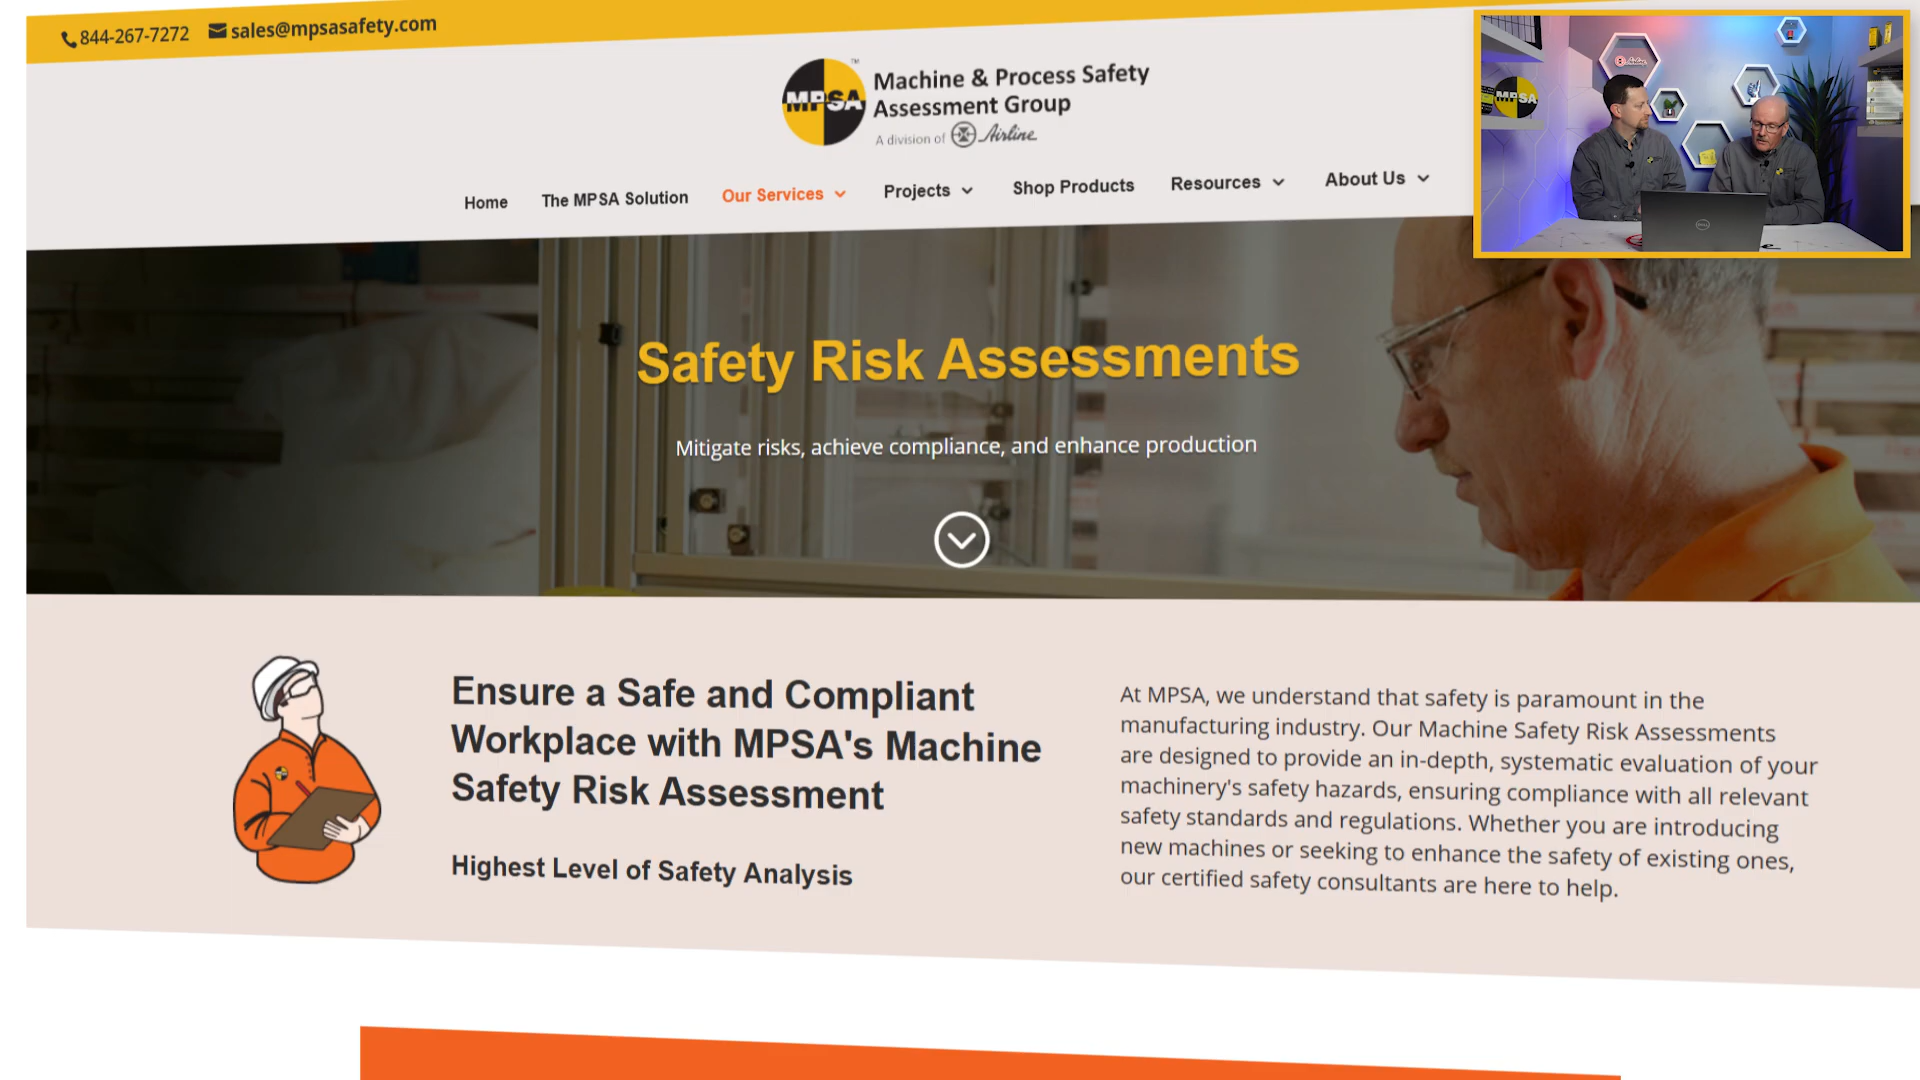 844-267-7272 sales@mpsasafety.com
MPSA
TM
Machine & Process Safety
Assessment Group
A division of Airline
Home The MPSA Solution Our Services Projects Shop Products Resources About Us
Safety Risk Assessments
Mitigate risks, achieve compliance, and enhance production
Ensure a Safe and Compliant
Workplace with MPSA's Machine
Safety Risk Assessment
Highest Level of Safety Analysis
At MPSA, we understand that safety is paramount in the
manufacturing industry. Our Machine Safety Risk Assessments
are designed to provide an in-depth, systematic evaluation of your
machinery's safety hazards, ensuring compliance with all relevant
safety standards and regulations. Whether you are introducing
new machines or seeking to enhance the safety of existing ones,
our certified safety consultants are here to help.
MPSA
Airline
DELL